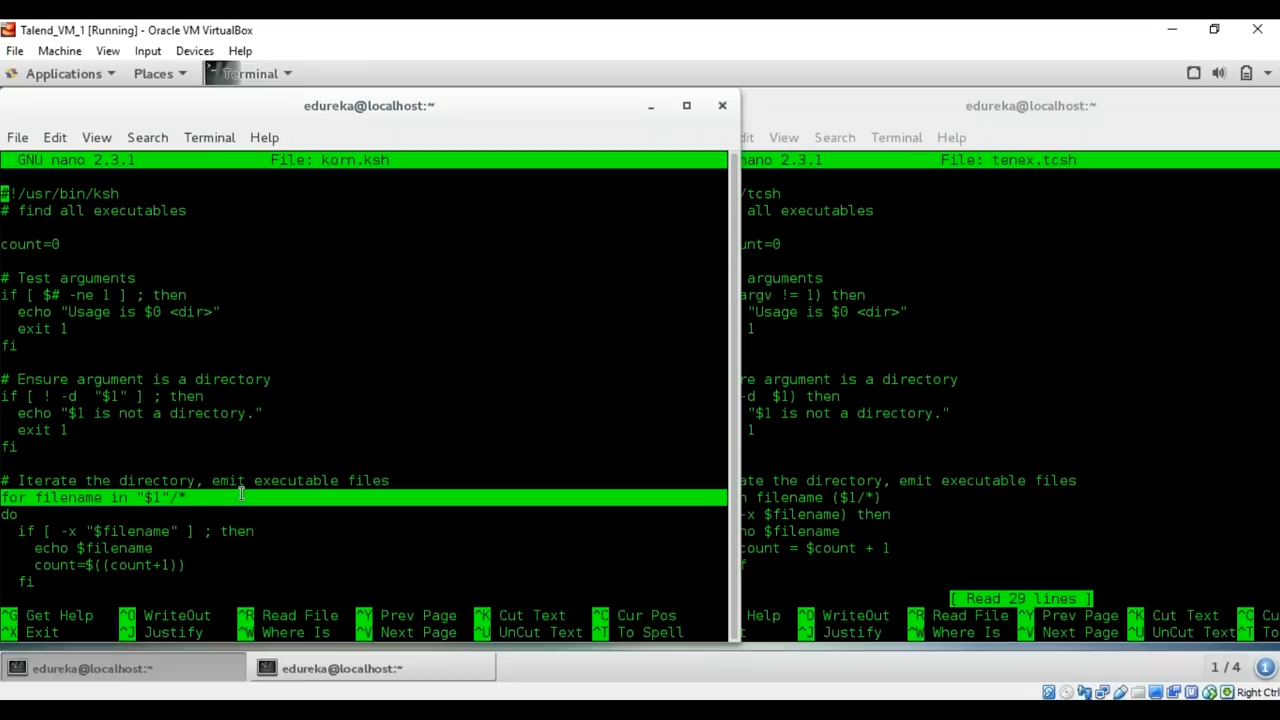 Talend_VM_1 [Running] - Oracle VM VirtualBox
File Machine View Input Devices Help
Applications Places Terminal
edureka@localhost:~
File Edit View Search Terminal Help
GNU nano 2.3.1 File: korn.ksh
#!/usr/bin/ksh
# find all executables
count=0
# Test arguments
if [ $# -ne 1 ] ; then
echo "Usage is $0 <dir>"
exit 1
fi
# Ensure argument is a directory
if [ ! -d "$1" ] ; then
echo "$1 is not a directory."
exit 1
fi
# Iterate the directory, emit executable files
for filename in "$1"/*
do
if [ -x "$filename" ] ; then
echo $filename
count=$((count+1))
fi
^G Get Help ^O WriteOut ^R Read File ^Y Prev Page ^K Cut Text ^C Cur Pos
^X Exit ^J Justify ^W Where Is ^V Next Page ^U UnCut Text ^T To Spell
edureka@localhost:~
dit View Search Terminal Help
nano 2.3.1 File: tenex.tcsh
/tcsh
all executables
unt=0
arguments
argv != 1) then
"Usage is $0 <dir>"
1
re argument is a directory
-d $1) then
"$1 is not a directory."
1
ate the directory, emit executable files
h filename ($1/*)
-x $filename) then
ho $filename
count = $count + 1
f
[ Read 29 lines ]
Help ^O WriteOut ^R Read File ^Y Prev Page ^K Cut Text ^C Cu
^J Justify ^W Where Is ^V Next Page ^U UnCut Text ^T To
edureka@localhost:~ edureka@localhost:~ 1 / 4 1
Right Ctrl